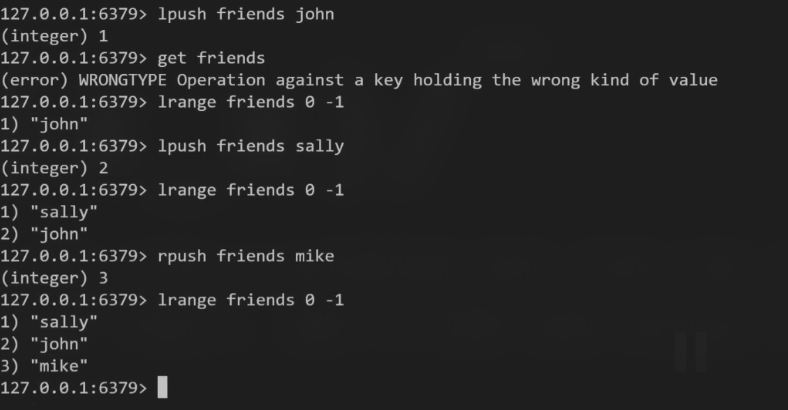 127.0.0.1:6379> lpush friends john
(integer) 1
127.0.0.1:6379> get friends
(error) WRONGTYPE Operation against a key holding the wrong kind of value
127.0.0.1:6379> lrange friends 0 -1
1) "john"
127.0.0.1:6379> lpush friends sally
(integer) 2
127.0.0.1:6379> lrange friends 0 -1
1) "sally"
2) "john"
127.0.0.1:6379> rpush friends mike
(integer) 3
127.0.0.1:6379> lrange friends 0 -1
1) "sally"
2) "john"
3) "mike"
127.0.0.1:6379>